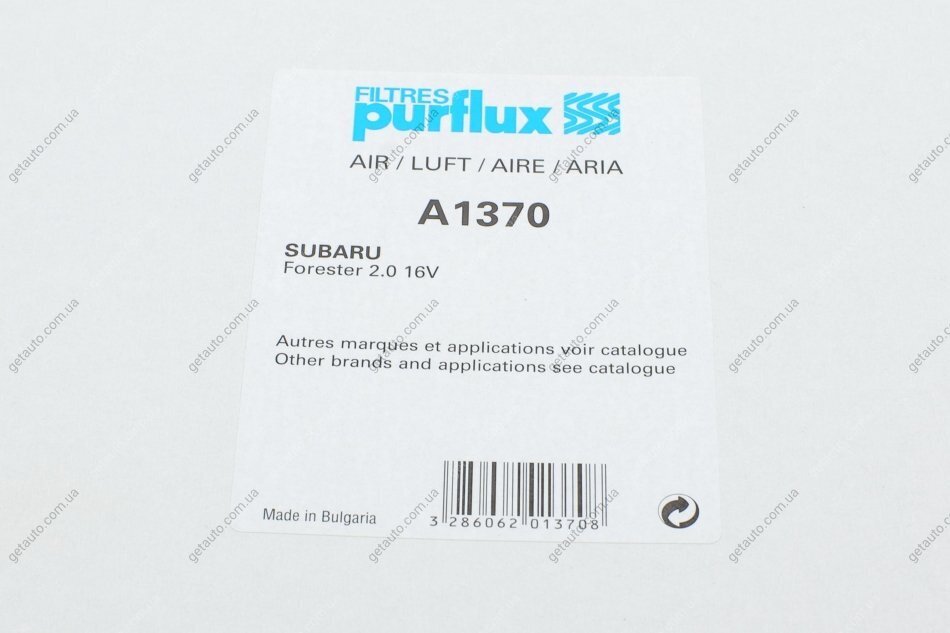 FILTRES
purflux
AIR / LUFT / AIRE / ARIA
A1370
SUBARU
Forester 2.0 16V
Autres marques et applications voir catalogue
Other brands and applications see catalogue
Made in Bulgaria
3 286062 013708
getauto.com.ua